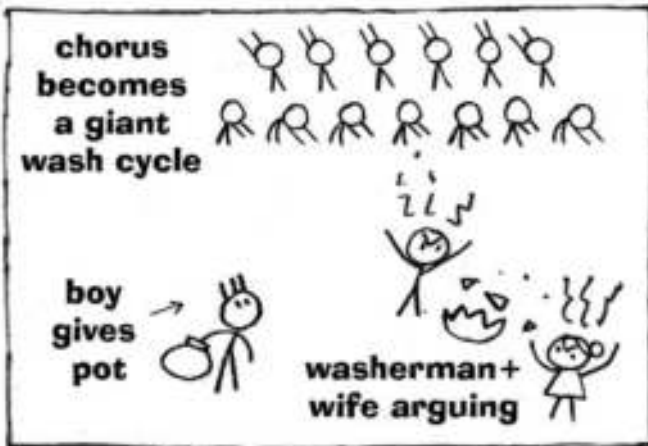 chorus
becomes
a giant
wash cycle
boy
gives
pot
washerman+
wife arguing